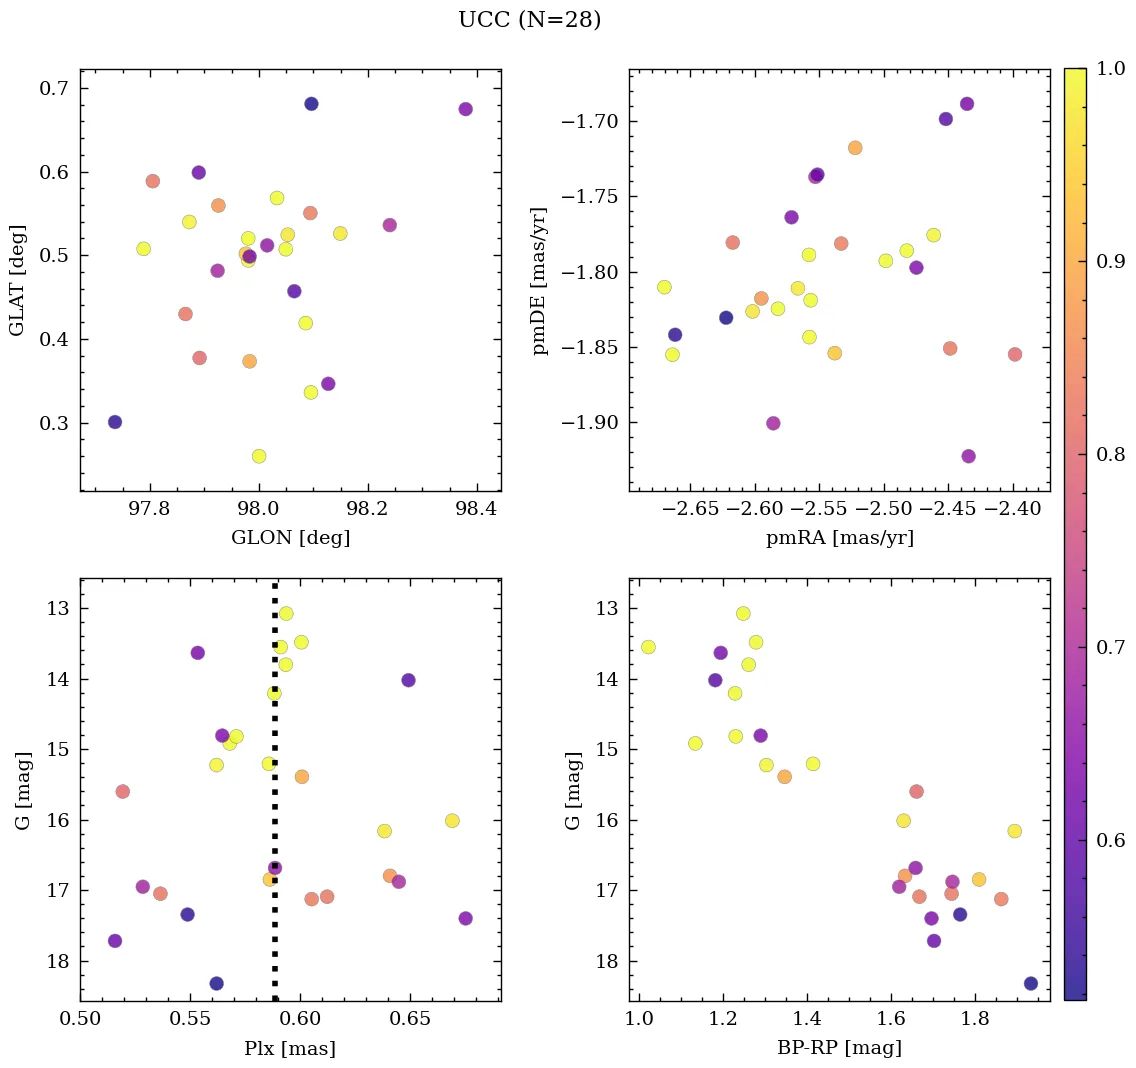 UCC (N=28)
0.7
0.6
0.5
0.4
0.3
GLAT [deg]
97.8 98.0 98.2 98.4
GLON [deg]
−1.70
−1.75
−1.80
−1.85
−1.90
pmDE [mas/yr]
−2.65 −2.60 −2.55 −2.50 −2.45 −2.40
pmRA [mas/yr]
1.0
0.9
0.8
0.7
0.6
13
14
15
16
17
18
G [mag]
0.50 0.55 0.60 0.65
Plx [mas]
13
14
15
16
17
18
G [mag]
1.0 1.2 1.4 1.6 1.8
BP-RP [mag]